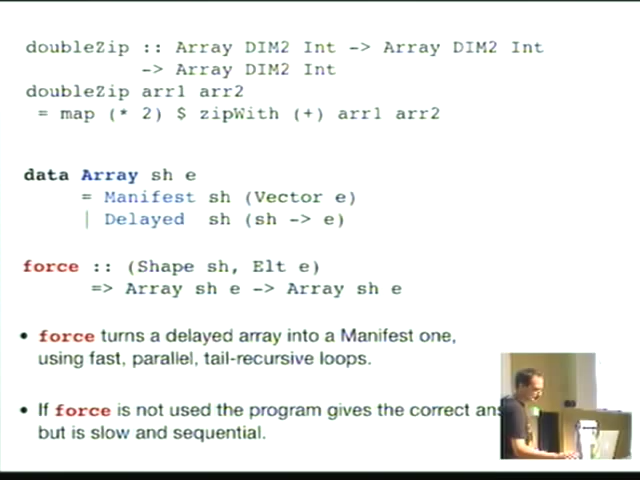 doubleZip :: Array DIM2 Int -> Array DIM2 Int
-> Array DIM2 Int
doubleZip arr1 arr2
= map (* 2) $ zipWith (+) arr1 arr2
data Array sh e
= Manifest sh (Vector e)
| Delayed sh (sh -> e)
force :: (Shape sh, Elt e)
=> Array sh e -> Array sh e
• force turns a delayed array into a Manifest one,
using fast, parallel, tail-recursive loops.
• If force is not used the program gives the correct
but is slow and sequential.